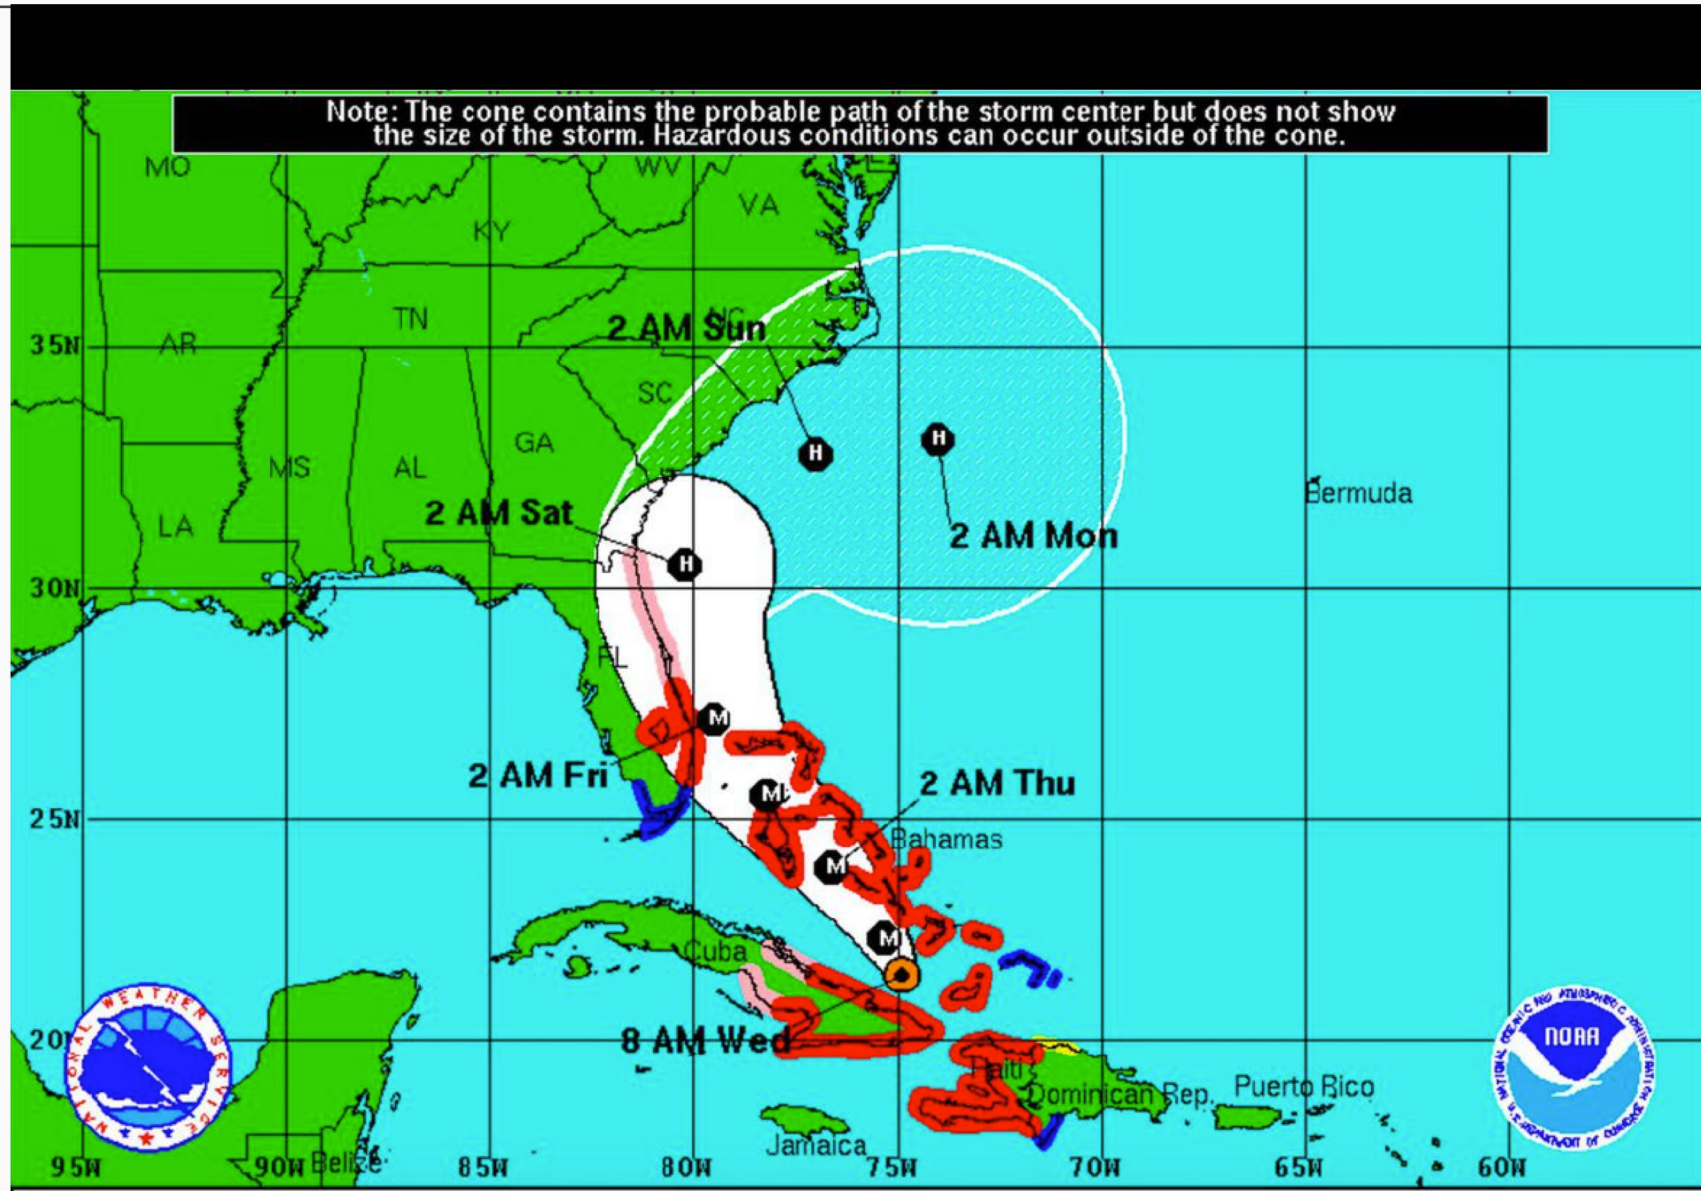 Note: The cone contains the probable path of the storm center but does not show
the size of the storm. Hazardous conditions can occur outside of the cone.
MO
WV
VA
KY
TN
NC
2 AM Sun
35N
AR
SC
GA
MS
AL
H
H
2 AM Sat
LA
Bermuda
2 AM Mon
H
30N
FL
M
2 AM Fri
M
2 AM Thu
25N
Bahamas
M
M
Cuba
8 AM Wed
20N
NATIONAL WEATHER SERVICE
NOAA
Haiti
Dominican Rep.
Puerto Rico
Jamaica
Belize
95W
90W
85W
80W
75W
70W
65W
60W